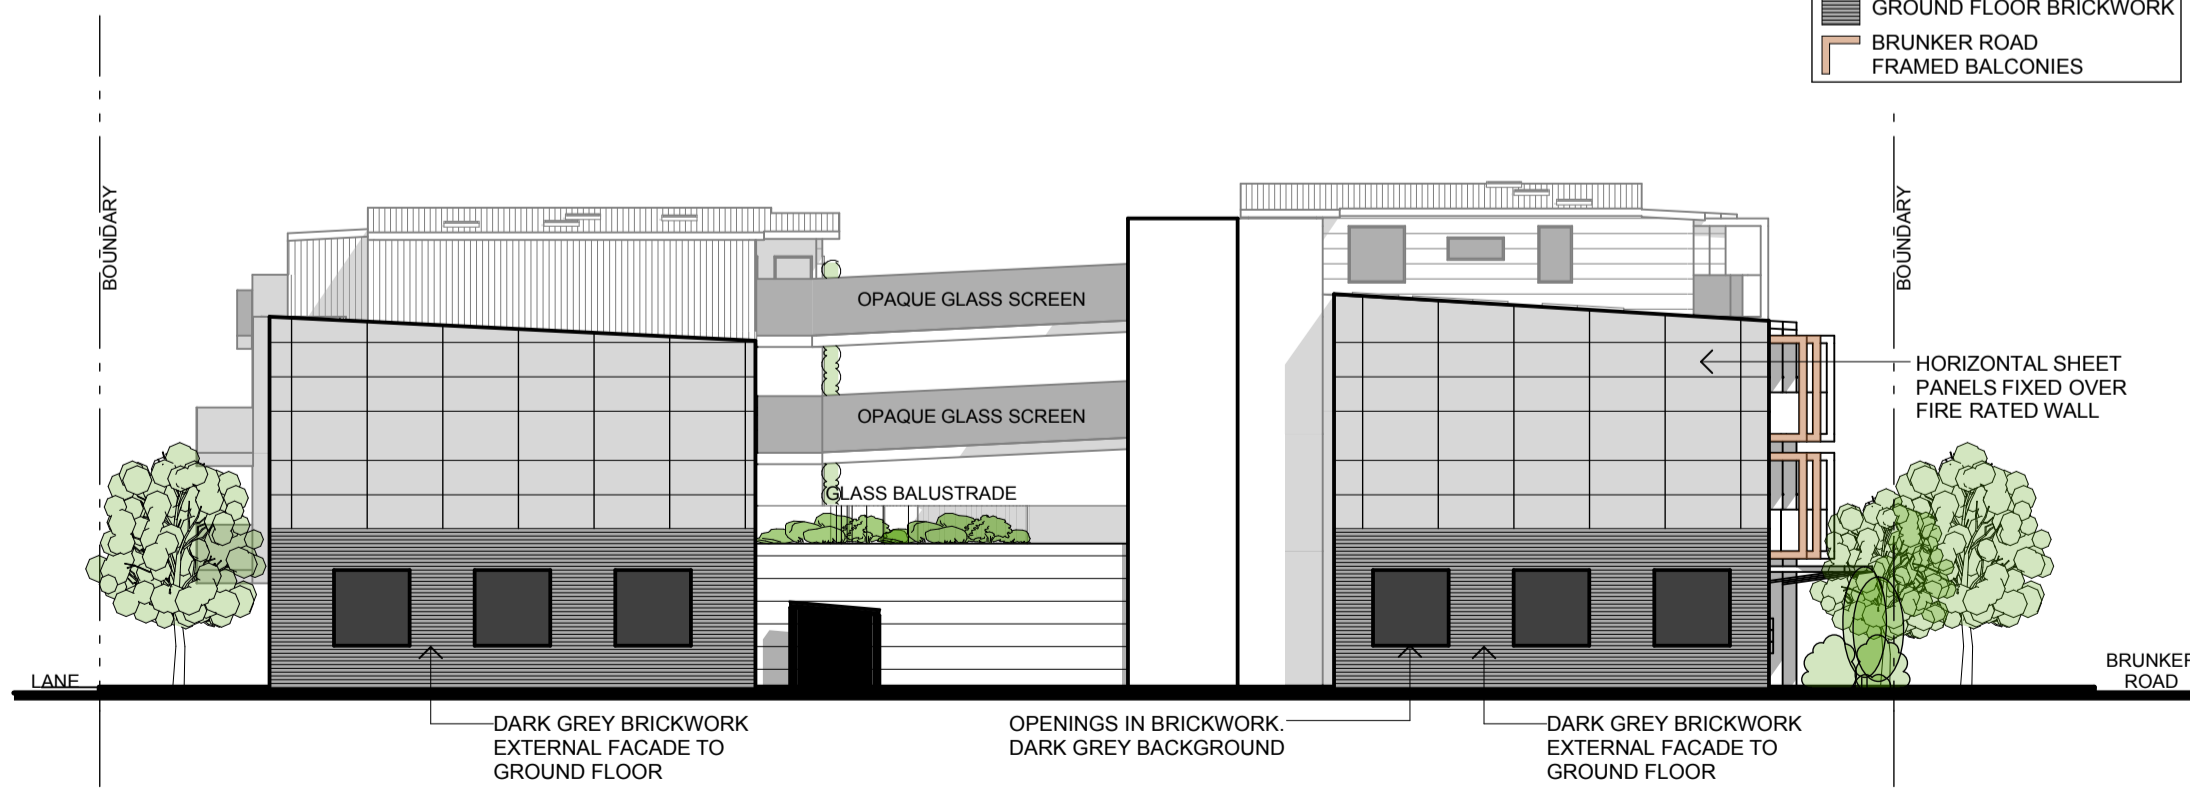 GROUND FLOOR BRICKWORK
BRUNKER ROAD
FRAMED BALCONIES
BOUNDARY
BOUNDARY
OPAQUE GLASS SCREEN
OPAQUE GLASS SCREEN
HORIZONTAL SHEET
PANELS FIXED OVER
FIRE RATED WALL
GLASS BALUSTRADE
LANE
BRUNKER
ROAD
DARK GREY BRICKWORK
EXTERNAL FACADE TO
GROUND FLOOR
OPENINGS IN BRICKWORK.
DARK GREY BACKGROUND
DARK GREY BRICKWORK
EXTERNAL FACADE TO
GROUND FLOOR